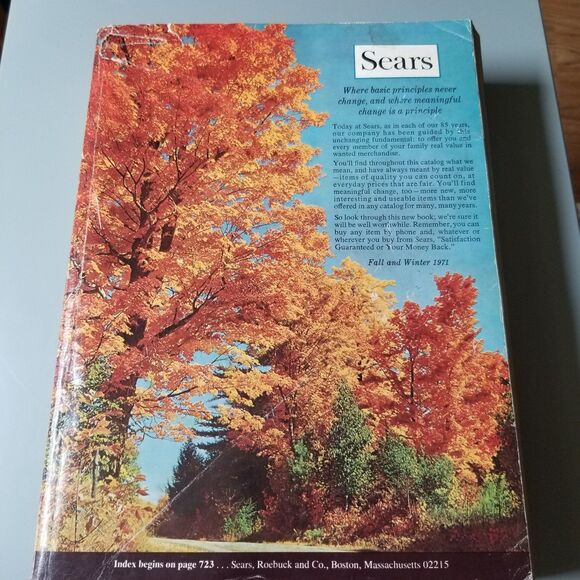 Sears
Where basic principles never
change, and where meaningful
change is a principle
Today at Sears, as in each of our 85 years,
our company has been guided by this
unchanging fundamental: to offer you and
every member of your family real value in
wanted merchandise.
You'll find throughout this catalog what we
mean, and have always meant by real value
—items of quality you can count on, at
everyday prices that are fair. You'll find
meaningful change, too—more new, more
interesting and useable items than we've
offered in any catalog for many, many years.
So look through this new book; we're sure it
will be well worthwhile. Remember, you can
buy any item by phone and, whatever or
wherever you buy from Sears, "Satisfaction
Guaranteed or Your Money Back."
Fall and Winter 1971
Index begins on page 723 . . . Sears, Roebuck and Co., Boston, Massachusetts 02215